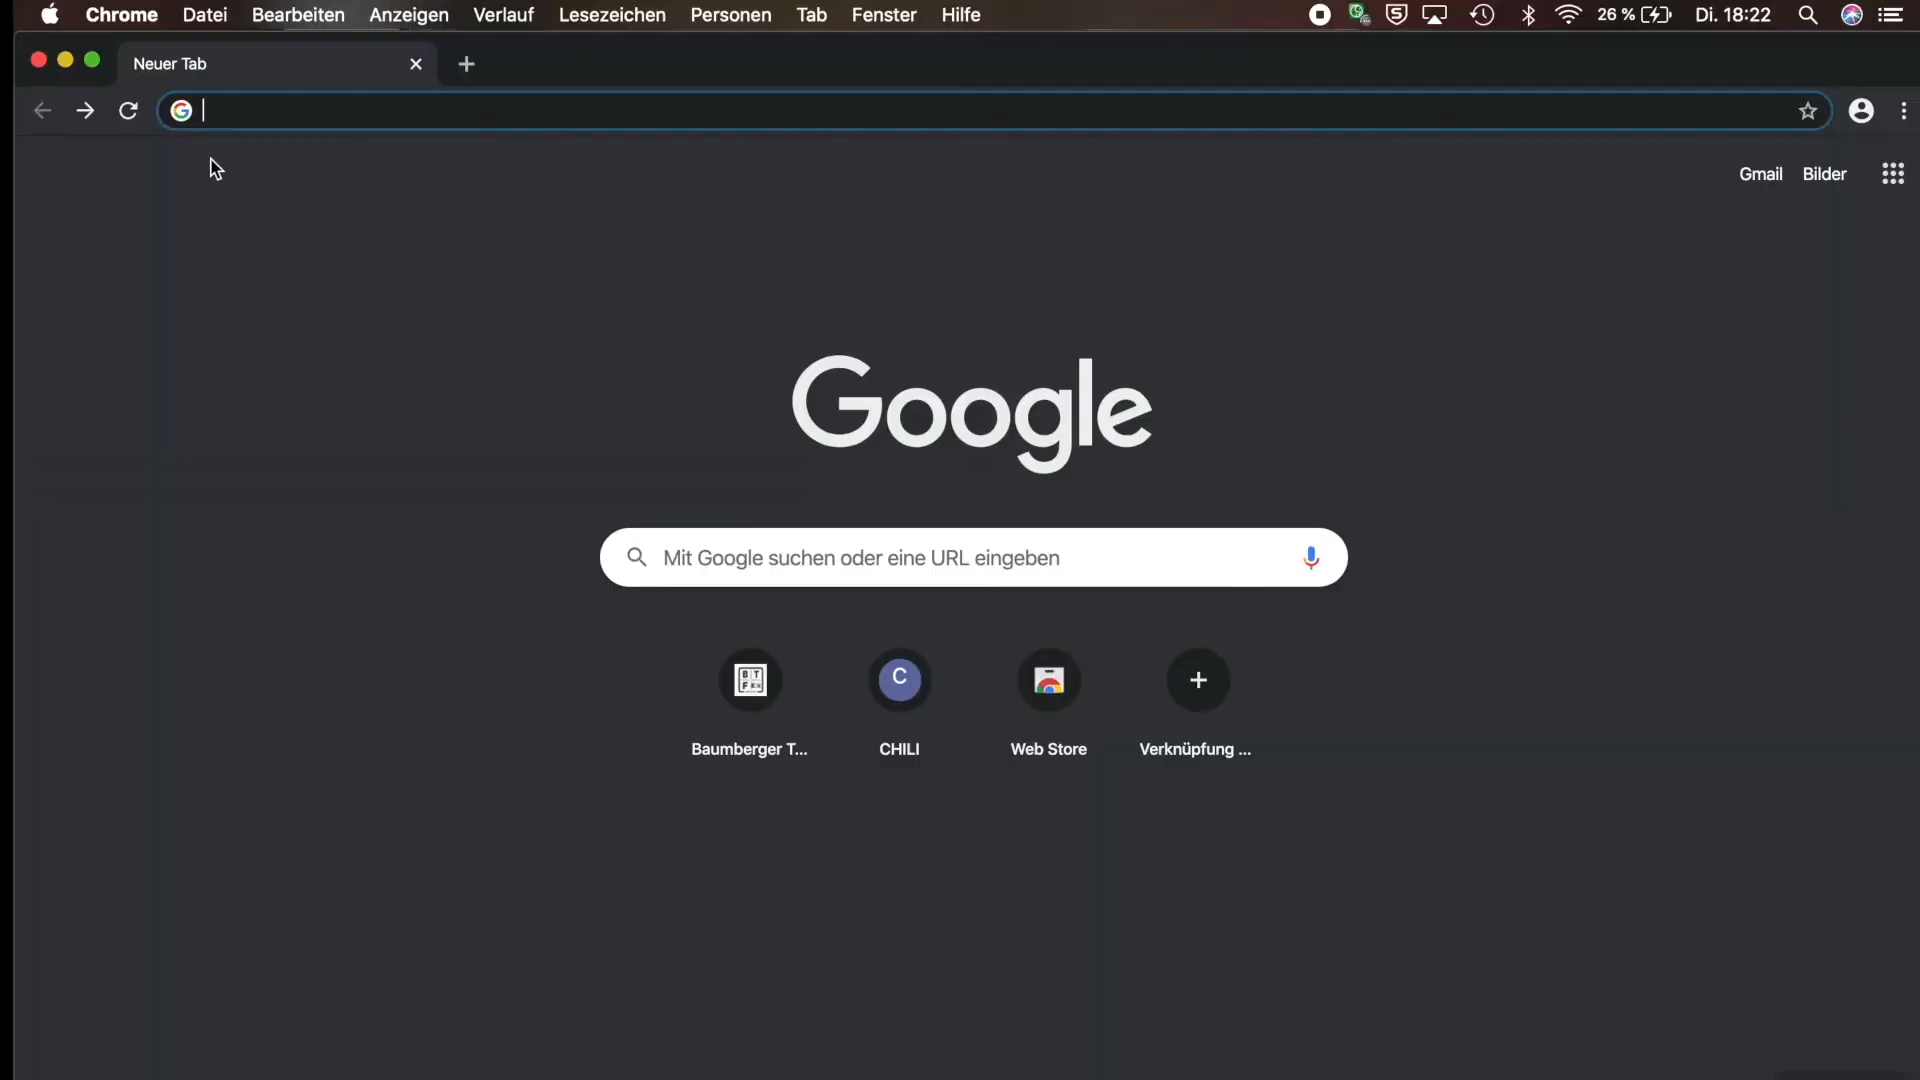 Chrome Datei Bearbeiten Anzeigen Verlauf Lesezeichen Personen Tab Fenster Hilfe 26 % Di. 18:22
Neuer Tab
Gmail Bilder
Google
Mit Google suchen oder eine URL eingeben
C
Baumberger T... CHILI Web Store Verknüpfung ...